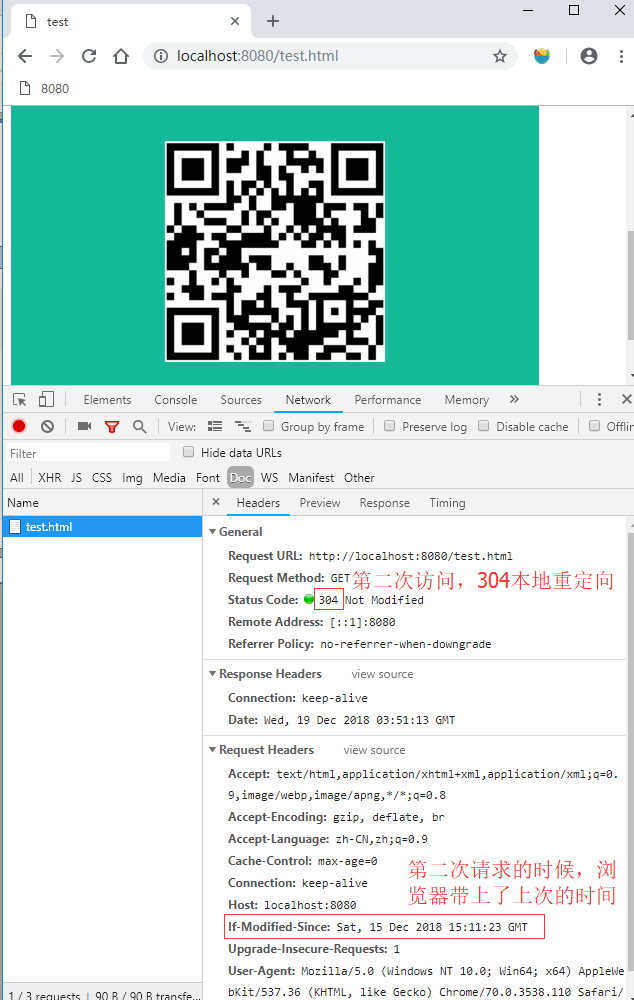 test
localhost:8080/test.html
8080
Elements Console Sources Network Performance Memory
View: Group by frame Preserve log Disable cache
Filter Hide data URLs
All XHR JS CSS Img Media Font Doc WS Manifest Other
Name
Headers Preview Response Timing
test.html
General
Request URL: http://localhost:8080/test.html
Request Method: GET
第二次访问，304本地重定向
Status Code: 304 Not Modified
Remote Address: [::1]:8080
Referrer Policy: no-referrer-when-downgrade
Response Headers view source
Connection: keep-alive
Date: Wed, 19 Dec 2018 03:51:13 GMT
Request Headers view source
Accept: text/html,application/xhtml+xml,application/xml;q=0.
9,image/webp,image/apng,*/*;q=0.8
Accept-Encoding: gzip, deflate, br
Accept-Language: zh-CN,zh;q=0.9
Cache-Control: max-age=0
第二次请求的时候，浏
览器带上了上次的时间
Connection: keep-alive
Host: localhost:8080
If-Modified-Since: Sat, 15 Dec 2018 15:11:23 GMT
Upgrade-Insecure-Requests: 1
User-Agent: Mozilla/5.0 (Windows NT 10.0; Win64; x64) AppleWe
bKit/537.36 (KHTML, like Gecko) Chrome/70.0.3538.110 Safari/
1 / 3 requests | 90 B / 90 B transfe...